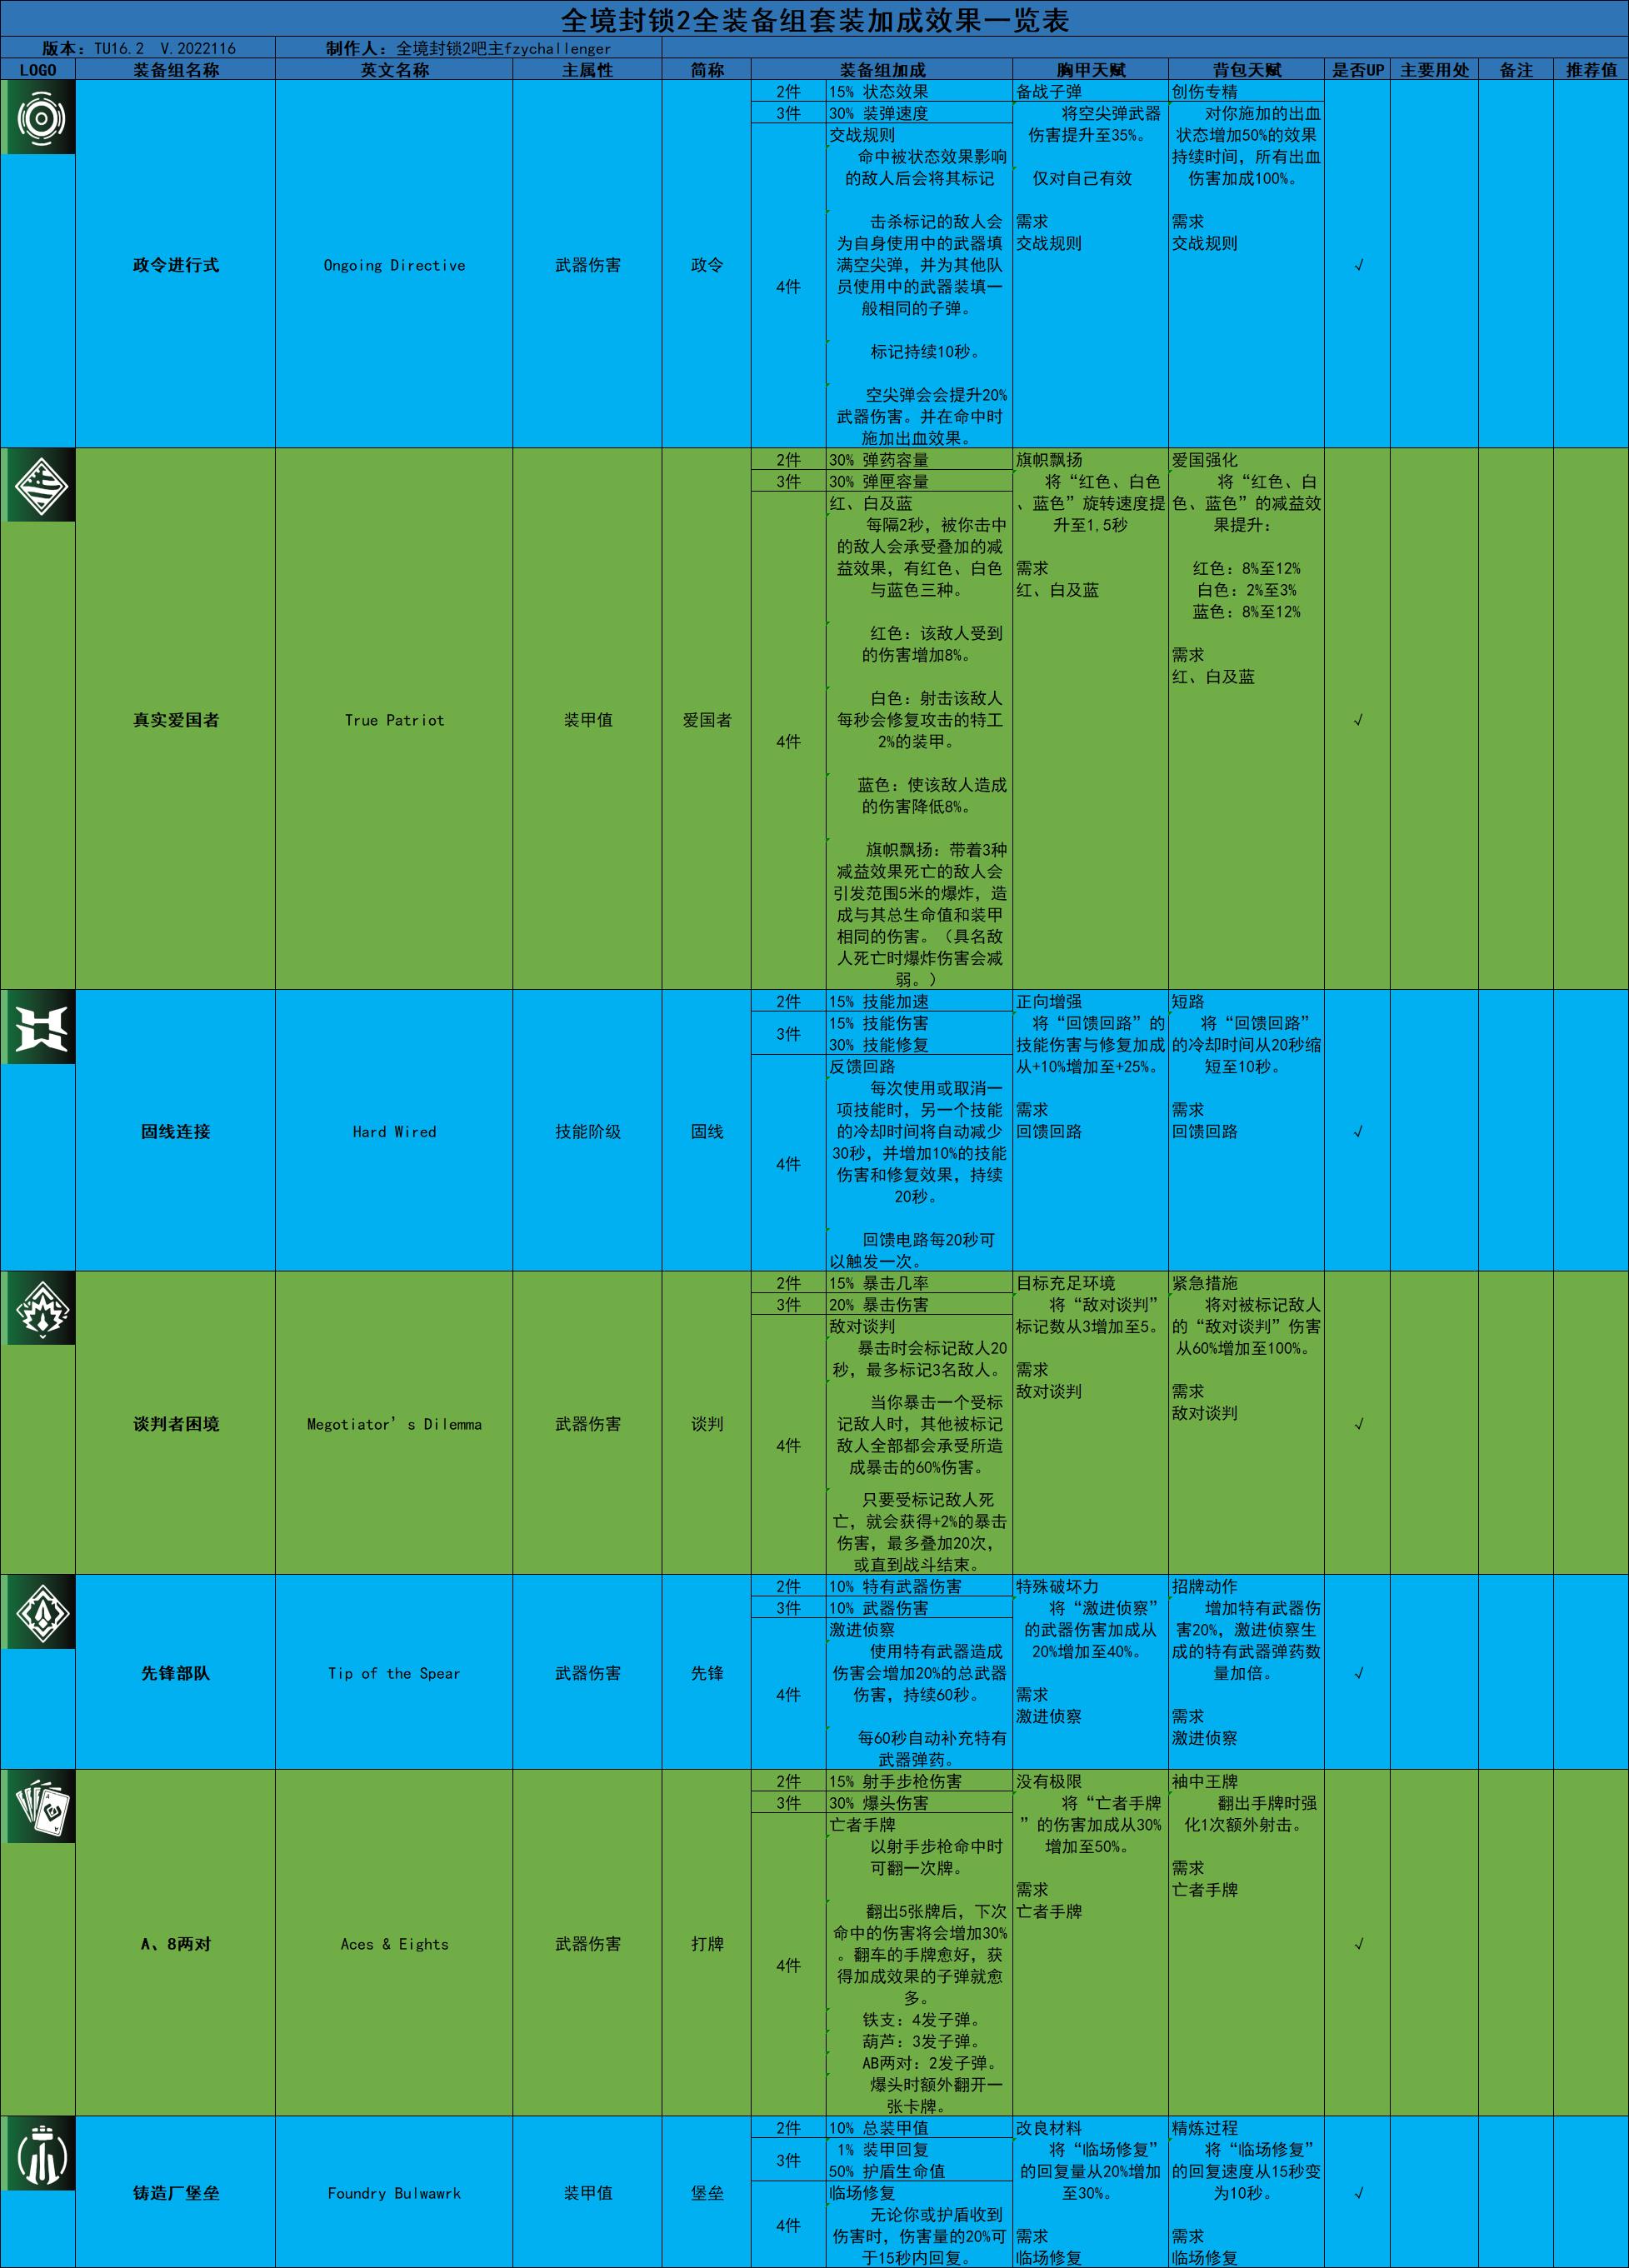 全境封锁2全装备组套装加成效果一览表
版本：TU16.2 V.2022116
制作人：全境封锁2吧主fzychallenger
LOGO 装备组名称 英文名称 主属性 简称 装备组加成 胸甲天赋 背包天赋 是否UP 主要用处 备注 推荐值
政令进行式
Ongoing Directive
武器伤害
政令
2件
15% 状态效果
3件
30% 装弹速度
4件
交战规则
命中被状态效果影响
的敌人后会将其标记
击杀标记的敌人会
为自身使用中的武器填
满空尖弹，并为其他队
员使用中的武器装填一
般相同的子弹。
标记持续10秒。
空尖弹会会提升20%
武器伤害。并在命中时
施加出血效果。
备战子弹
将空尖弹武器
伤害提升至35%。
仅对自己有效
需求
交战规则
创伤专精
对你施加的出血
状态增加50%的效果
持续时间，所有出血
伤害加成100%。
需求
交战规则
√
真实爱国者
True Patriot
装甲值
爱国者
2件
30% 弹药容量
3件
30% 弹匣容量
4件
红、白及蓝
每隔2秒，被你击中
的敌人会承受叠加的减
益效果，有红色、白色
与蓝色三种。
红色：该敌人受到
的伤害增加8%。
白色：射击该敌人
每秒会修复攻击的特工
2%的装甲。
蓝色：使该敌人造成
的伤害降低8%。
旗帜飘扬：带着3种
减益效果死亡的敌人会
引发范围5米的爆炸，造
成与其总生命值和装甲
相同的伤害。（具名敌
人死亡时爆炸伤害会减
弱。）
旗帜飘扬
将“红色、白色
、蓝色”旋转速度提
升至1,5秒
需求
红、白及蓝
爱国强化
将“红色、白
色、蓝色”的减益效
果提升：
红色：8%至12%
白色：2%至3%
蓝色：8%至12%
需求
红、白及蓝
√
固线连接
Hard Wired
技能阶级
固线
2件
15% 技能加速
3件
15% 技能伤害
30% 技能修复
4件
反馈回路
每次使用或取消一
项技能时，另一个技能
的冷却时间将自动减少
30秒，并增加10%的技能
伤害和修复效果，持续
20秒。
回馈电路每20秒可
以触发一次。
正向增强
将“回馈回路”的
技能伤害与修复加成
从+10%增加至+25%。
需求
回馈回路
短路
将“回馈回路”
的冷却时间从20秒缩
短至10秒。
需求
回馈回路
√
谈判者困境
Megotiator’s Dilemma
武器伤害
谈判
2件
15% 暴击几率
3件
20% 暴击伤害
4件
敌对谈判
暴击时会标记敌人20
秒，最多标记3名敌人。
当你暴击一个受标
记敌人时，其他被标记
敌人全部都会承受所造
成暴击的60%伤害。
只要受标记敌人死
亡，就会获得+2%的暴击
伤害，最多叠加20次，
或直到战斗结束。
目标充足环境
将“敌对谈判”
标记数从3增加至5。
需求
敌对谈判
紧急措施
将对被标记敌人
的“敌对谈判”伤害
从60%增加至100%。
需求
敌对谈判
√
先锋部队
Tip of the Spear
武器伤害
先锋
2件
10% 特有武器伤害
3件
10% 武器伤害
4件
激进侦察
使用特有武器造成
伤害会增加20%的总武器
伤害，持续60秒。
每60秒自动补充特有
武器弹药。
特殊破坏力
将“激进侦察”
的武器伤害加成从
20%增加至40%。
需求
激进侦察
招牌动作
增加特有武器伤
害20%，激进侦察生
成的特有武器弹药数
量加倍。
需求
激进侦察
√
A、8两对
Aces & Eights
武器伤害
打牌
2件
15% 射手步枪伤害
3件
30% 爆头伤害
4件
亡者手牌
以射手步枪命中时
可翻一次牌。
翻出5张牌后，下次
命中的伤害将会增加30%
。翻车的手牌愈好，获
得加成效果的子弹就愈
多。
铁支：4发子弹。
葫芦：3发子弹。
AB两对：2发子弹。
爆头时额外翻开一
张卡牌。
没有极限
将“亡者手牌
”的伤害加成从30%
增加至50%。
需求
亡者手牌
袖中王牌
翻出手牌时强
化1次额外射击。
需求
亡者手牌
√
铸造厂堡垒
Foundry Bulwawrk
装甲值
堡垒
2件
10% 总装甲值
3件
1% 装甲回复
50% 护盾生命值
4件
临场修复
无论你或护盾收到
伤害时，伤害量的20%可
于15秒内回复。
改良材料
将“临场修复”
的回复量从20%增加
至30%。
需求
临场修复
精炼过程
将“临场修复”
的回复速度从15秒变
为10秒。
需求
临场修复
√